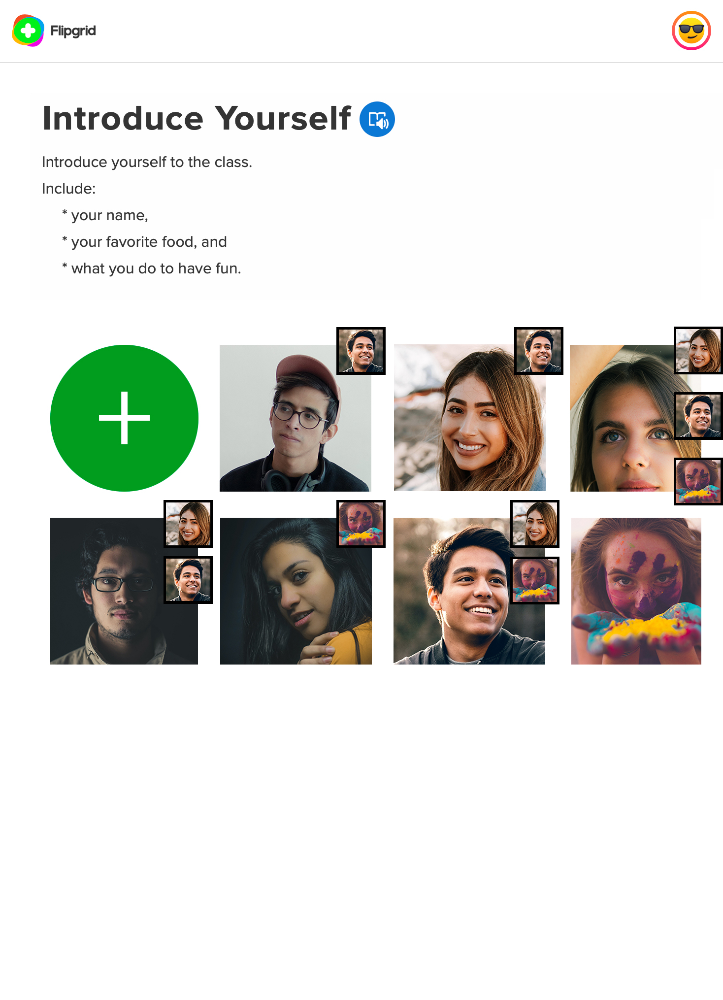 Flipgrid
Introduce Yourself
Introduce yourself to the class.
Include:
* your name,
* your favorite food, and
* what you do to have fun.